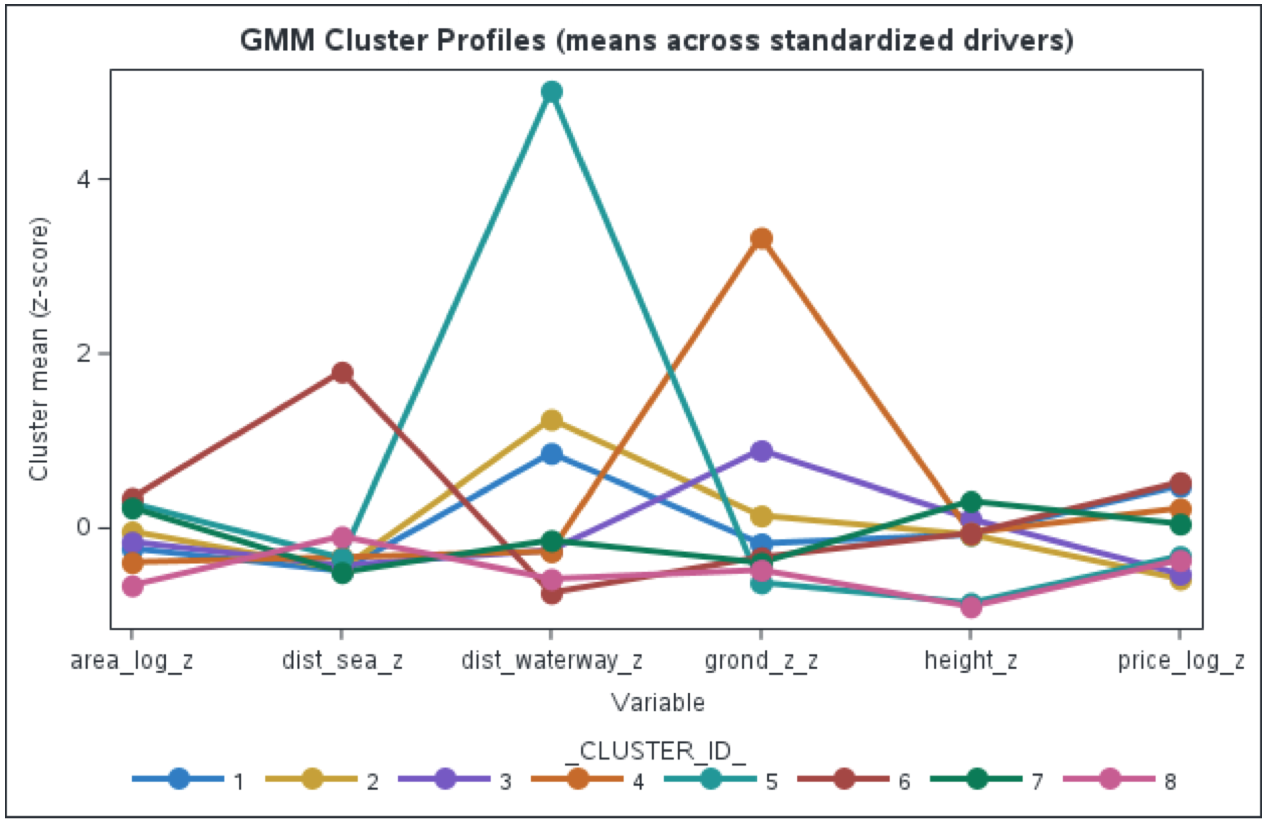 GMM Cluster Profiles (means across standardized drivers)
4
2
0
Cluster mean (z-score)
area_log_z dist_sea_z dist_waterway_z grond_z_z height_z price_log_z
Variable
_CLUSTER_ID_
1 2 3 4 5 6 7 8